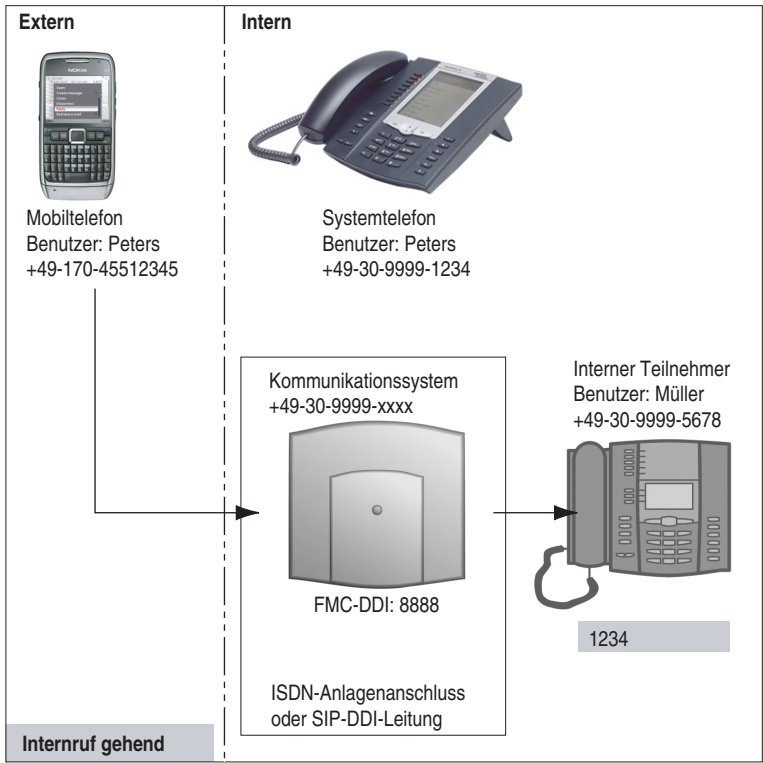 Extern
Intern
NOKIA
Mobiltelefon
Benutzer: Peters
+49-170-45512345
Systemtelefon
Benutzer: Peters
+49-30-9999-1234
Kommunikationssystem
+49-30-9999-xxxx
FMC-DDI: 8888
ISDN-Anlagenanschluss
oder SIP-DDI-Leitung
Interner Teilnehmer
Benutzer: Müller
+49-30-9999-5678
1234
Internruf gehend